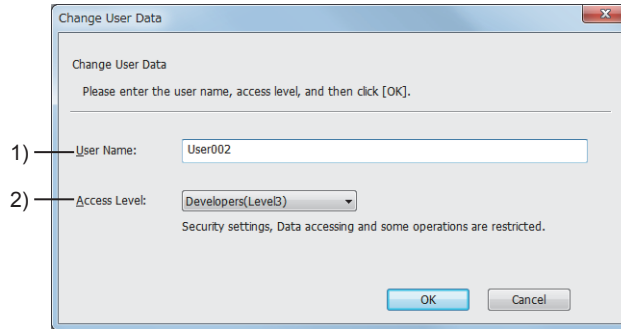 Change User Data
x
Change User Data
Please enter the user name, access level, and then click [OK].
1) User Name: User002
2) Access Level: Developers(Level3)
Security settings, Data accessing and some operations are restricted.
OK Cancel